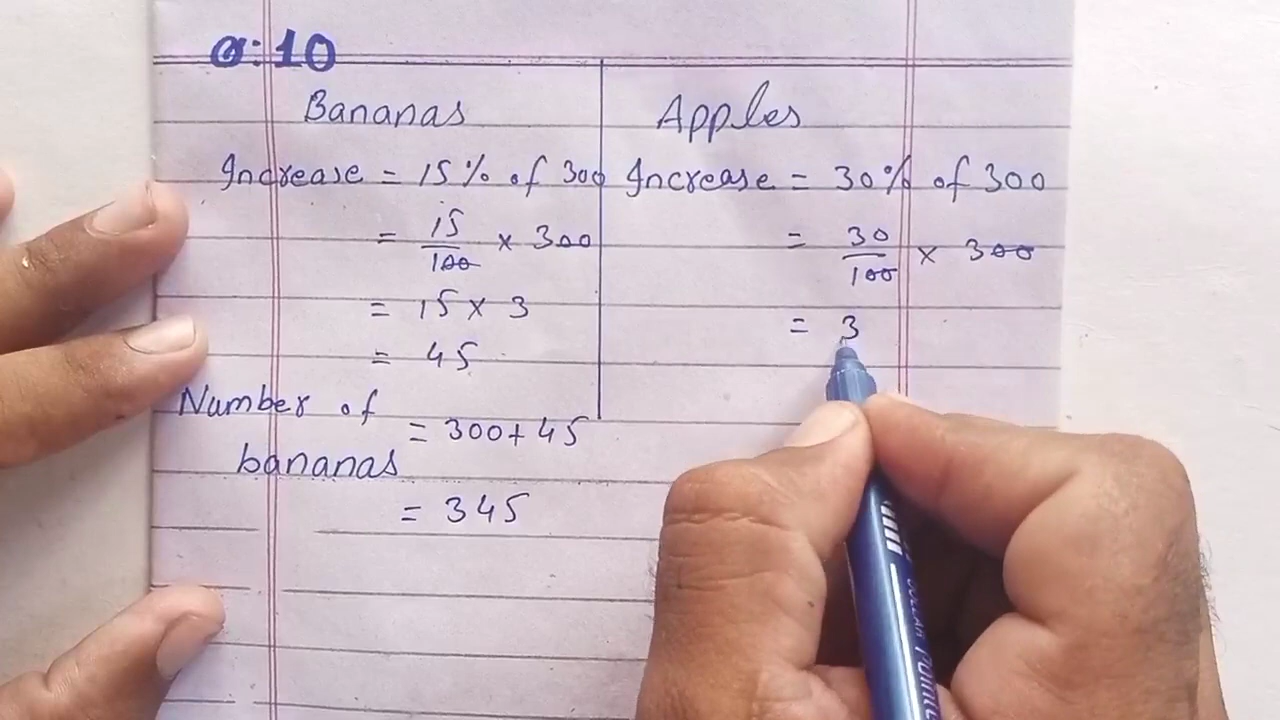 Q:10
Bananas
Increase = 15% of 300
= 15/100 × 300
= 15 × 3
= 45
Number of bananas = 300 + 45
= 345
Apples
Increase = 30% of 300
= 30/100 × 300
= 3